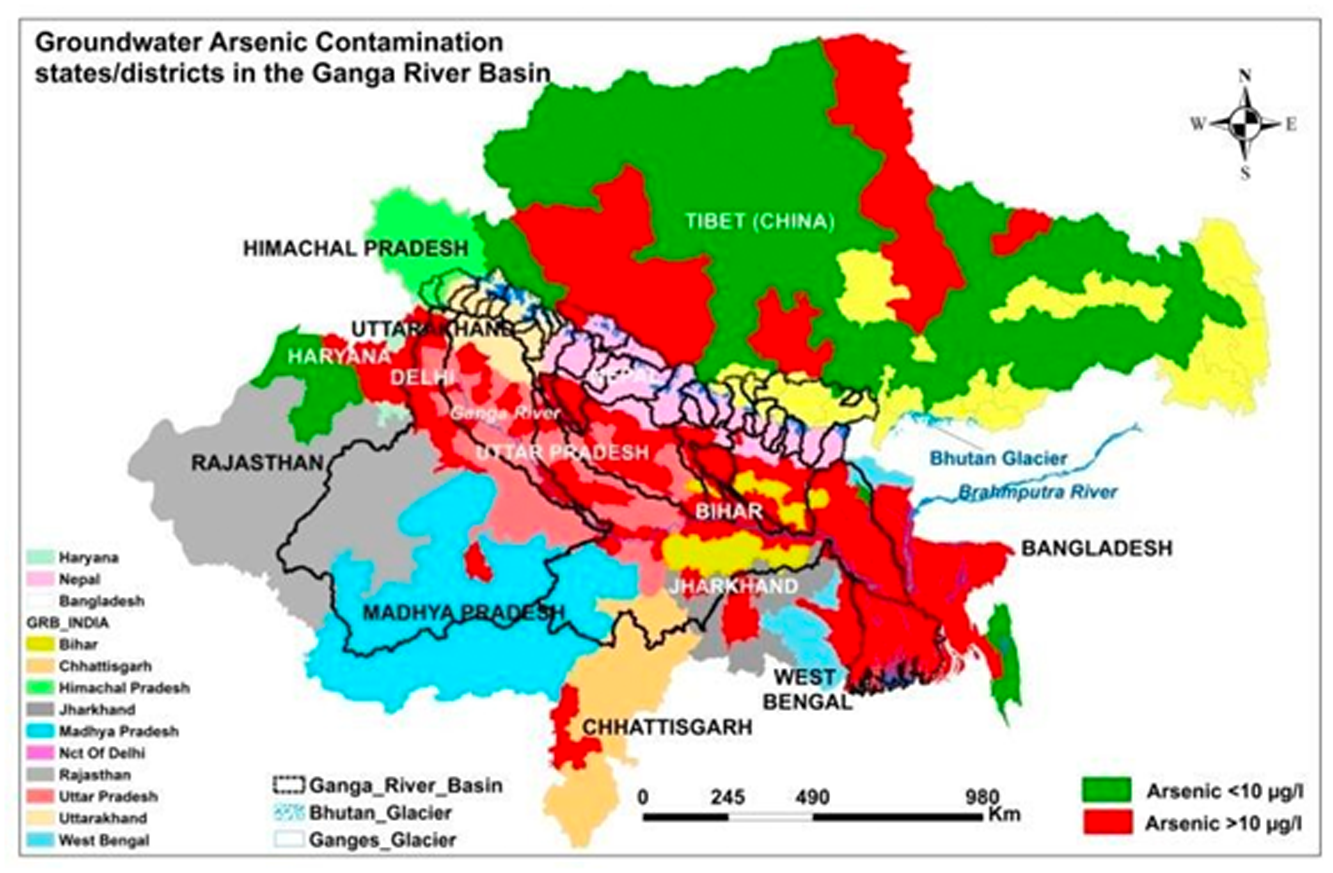 Groundwater Arsenic Contamination
states/districts in the Ganga River Basin
N
W
E
S
TIBET (CHINA)
HIMACHAL PRADESH
UTTARAKHAND
HARYANA
DELHI
NEPAL
Ganga River
UTTAR PRADESH
RAJASTHAN
Bhutan Glacier
Brahmputra River
BIHAR
BANGLADESH
JHARKHAND
MADHYA PRADESH
WEST
BENGAL
CHHATTISGARH
Haryana
Nepal
Bangladesh
GRB_INDIA
Bihar
Chhattisgarh
Himachal Pradesh
Jharkhand
Madhya Pradesh
Nct Of Delhi
Rajasthan
Uttar Pradesh
Uttarakhand
West Bengal
Ganga_River_Basin
Bhutan_Glacier
Ganges_Glacier
0 245 490 980
Km
Arsenic <10 µg/l
Arsenic >10 µg/l